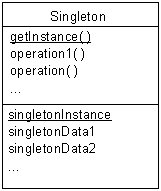 Singleton
getInstance( )
operation1( )
operation( )
...
singletonInstance
singletonData1
singletonData2
...